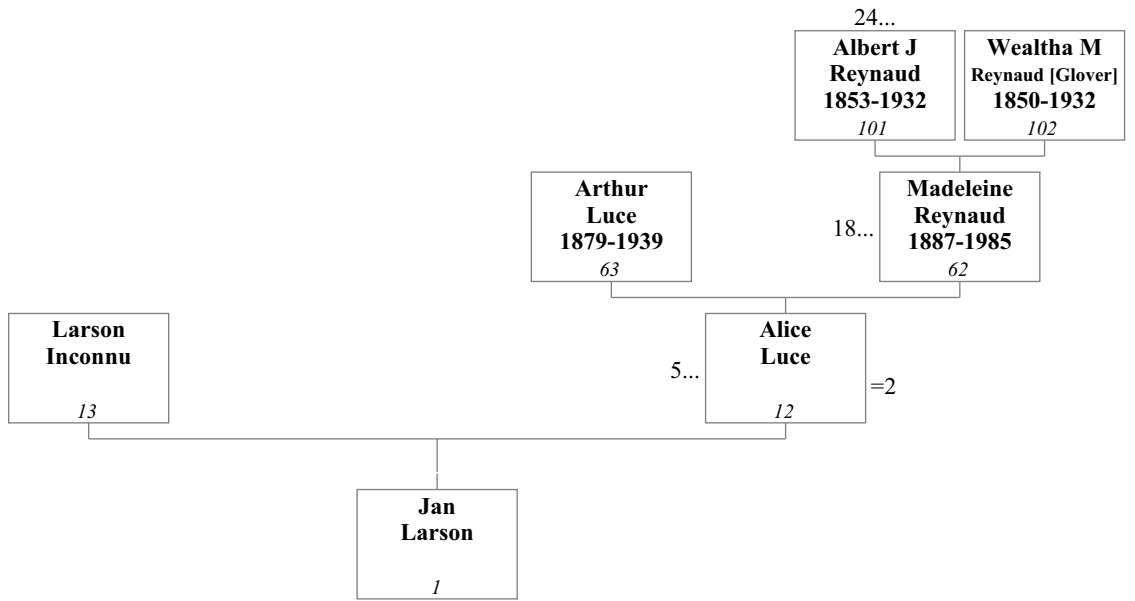 24...
Albert J
Reynaud
1853-1932
101
Wealtha M
Reynaud [Glover]
1850-1932
102
Arthur
Luce
1879-1939
63
18...
Madeleine
Reynaud
1887-1985
62
Larson
Inconnu
13
5...
Alice
Luce
12
=2
Jan
Larson
1